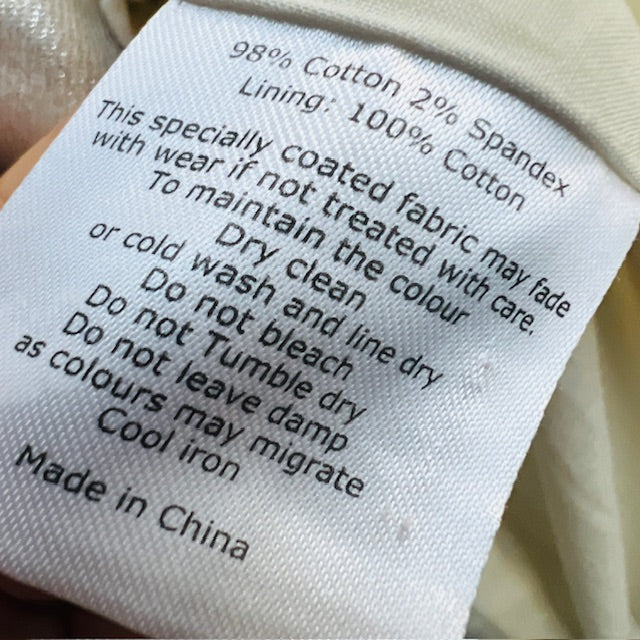 98% Cotton 2% Spandex
Lining: 100% Cotton
This specially coated fabric may fade
with wear if not treated with care.
To maintain the colour
Dry clean
or cold wash and line dry
Do not bleach
Do not Tumble dry
Do not leave damp
as colours may migrate
Cool iron
Made in China